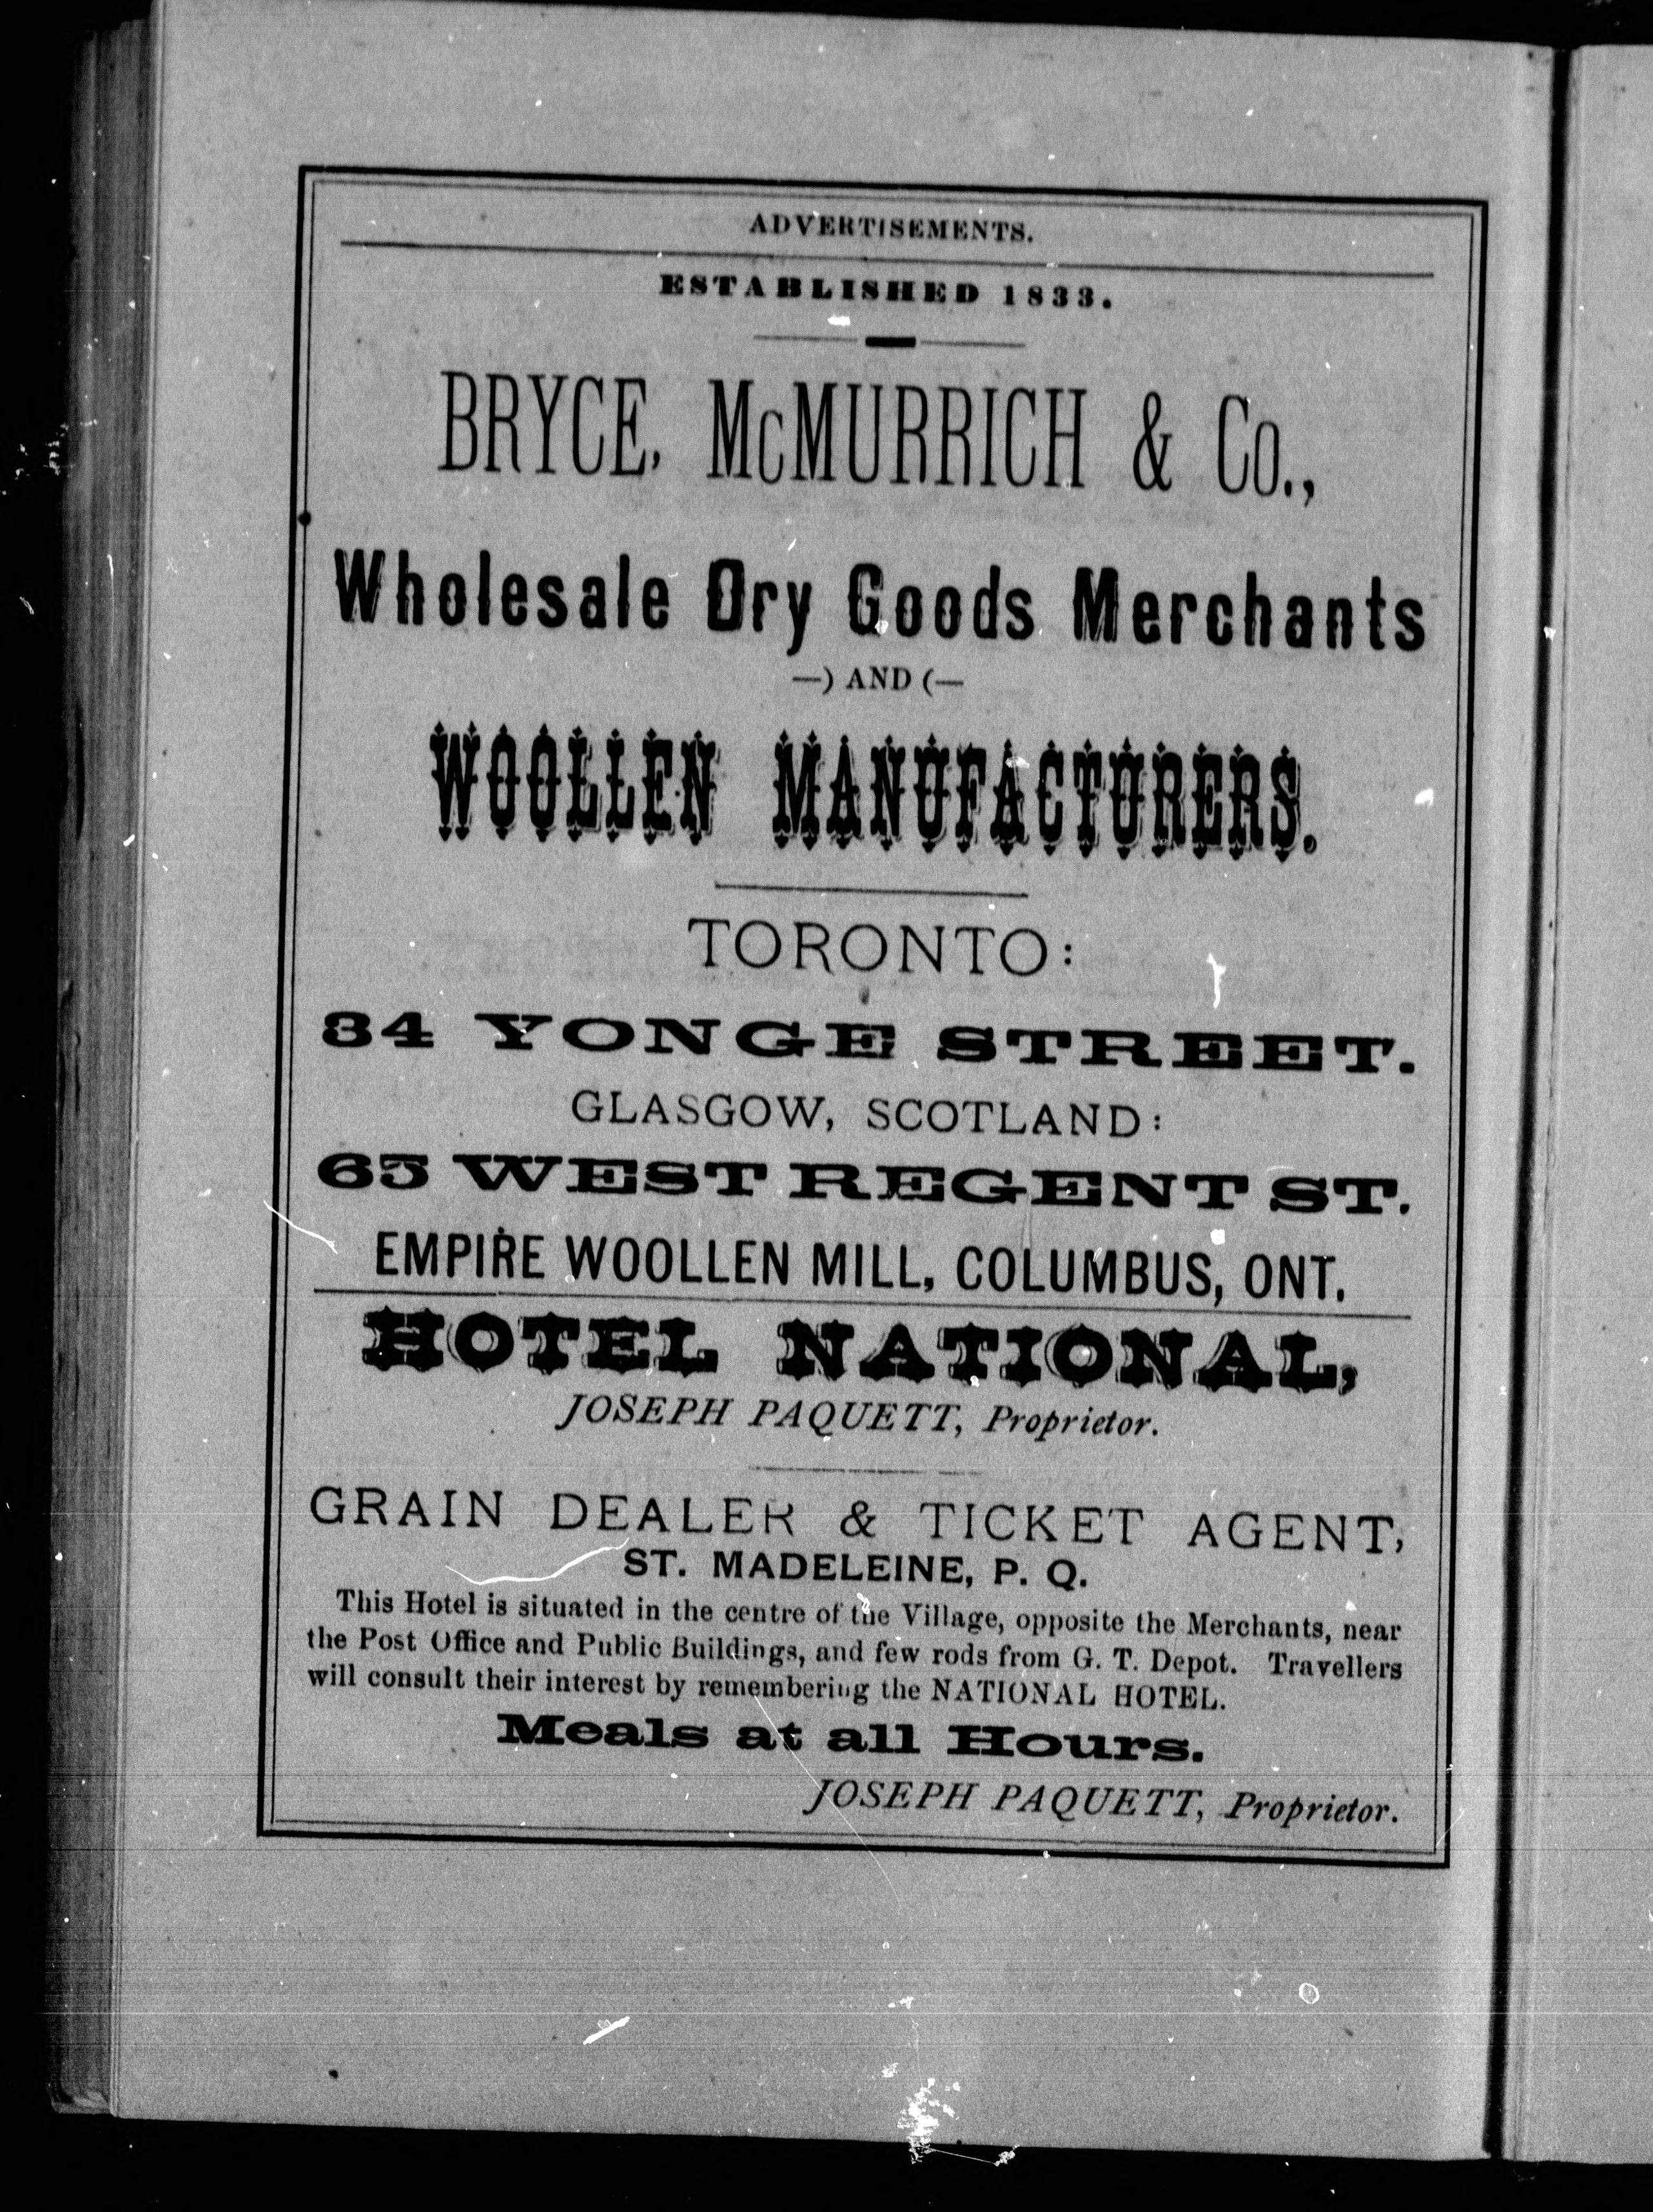 ADVERTISEMENTS.
ESTABLISHED 1833.
BRYCE, McMURRICH & Co.,
Wholesale Dry Goods Merchants
—) AND (—
WOOLLEN MANUFACTURERS.
TORONTO:
34 YONGE STREET.
GLASGOW, SCOTLAND:
65 WEST REGENT ST.
EMPIRE WOOLLEN MILL, COLUMBUS, ONT.
HOTEL NATIONAL,
JOSEPH PAQUETT, Proprietor.
GRAIN DEALER & TICKET AGENT,
ST. MADELEINE, P. Q.
This Hotel is situated in the centre of the Village, opposite the Merchants, near
the Post Office and Public Buildings, and few rods from G. T. Depot. Travellers
will consult their interest by remembering the NATIONAL HOTEL.
Meals at all Hours.
JOSEPH PAQUETT, Proprietor.